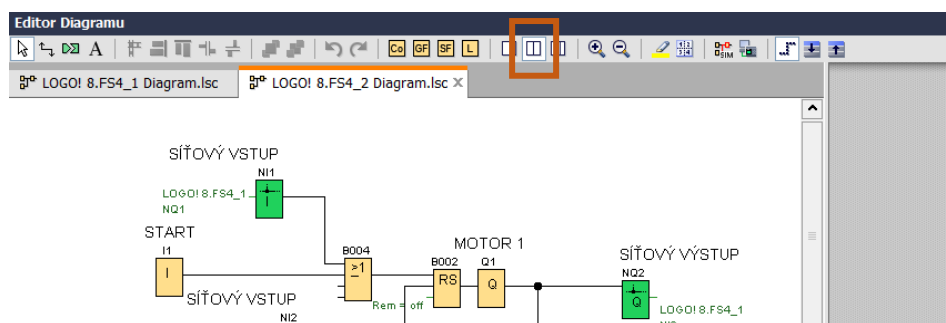 Editor Diagramu
A Co GF SF L SIM
LOGO! 8.FS4_1 Diagram.lsc LOGO! 8.FS4_2 Diagram.lsc
SÍŤOVÝ VSTUP
NI1
LOGO! 8.FS4_1
NQ1
START
I1
I
I
B004
≥1
MOTOR 1
B002
RS
Q1
Q
Rem = off
SÍŤOVÝ VÝSTUP
NQ2
Q
LOGO! 8.FS4_1
SÍŤOVÝ VSTUP
NI2